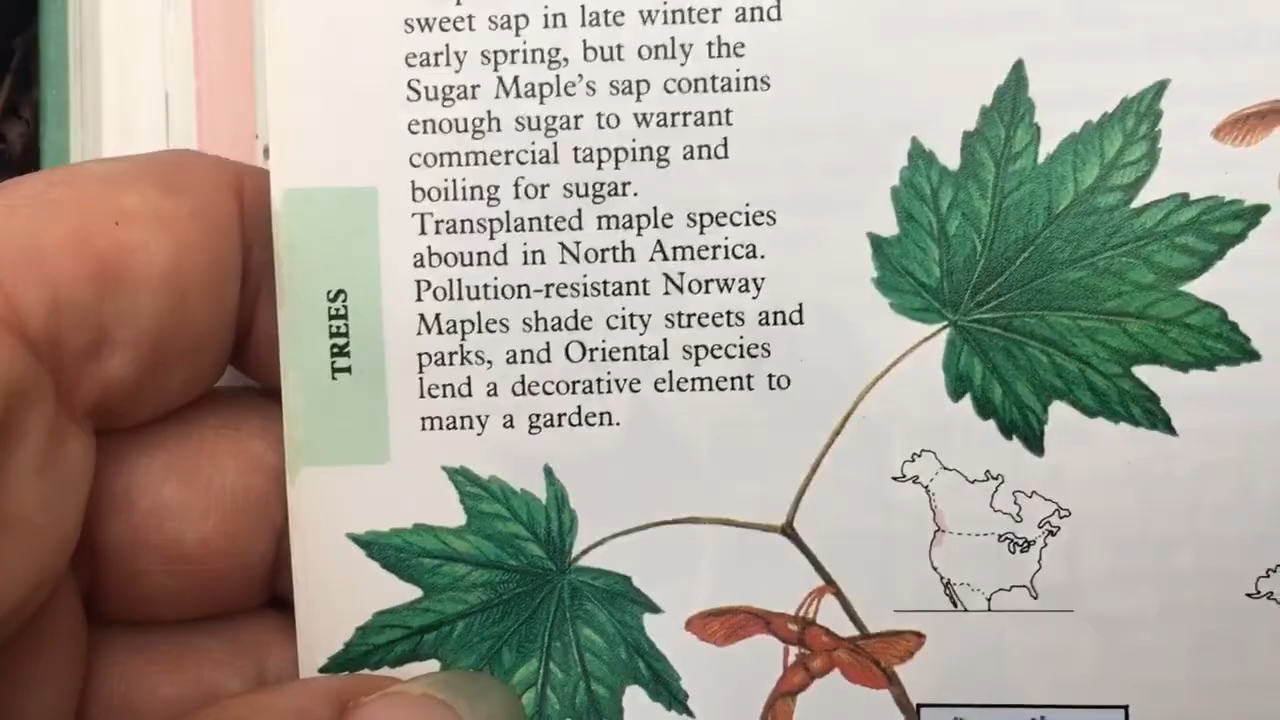 sweet sap in late winter and
early spring, but only the
Sugar Maple's sap contains
enough sugar to warrant
commercial tapping and
boiling for sugar.
Transplanted maple species
abound in North America.
Pollution-resistant Norway
Maples shade city streets and
parks, and Oriental species
lend a decorative element to
many a garden.
TREES